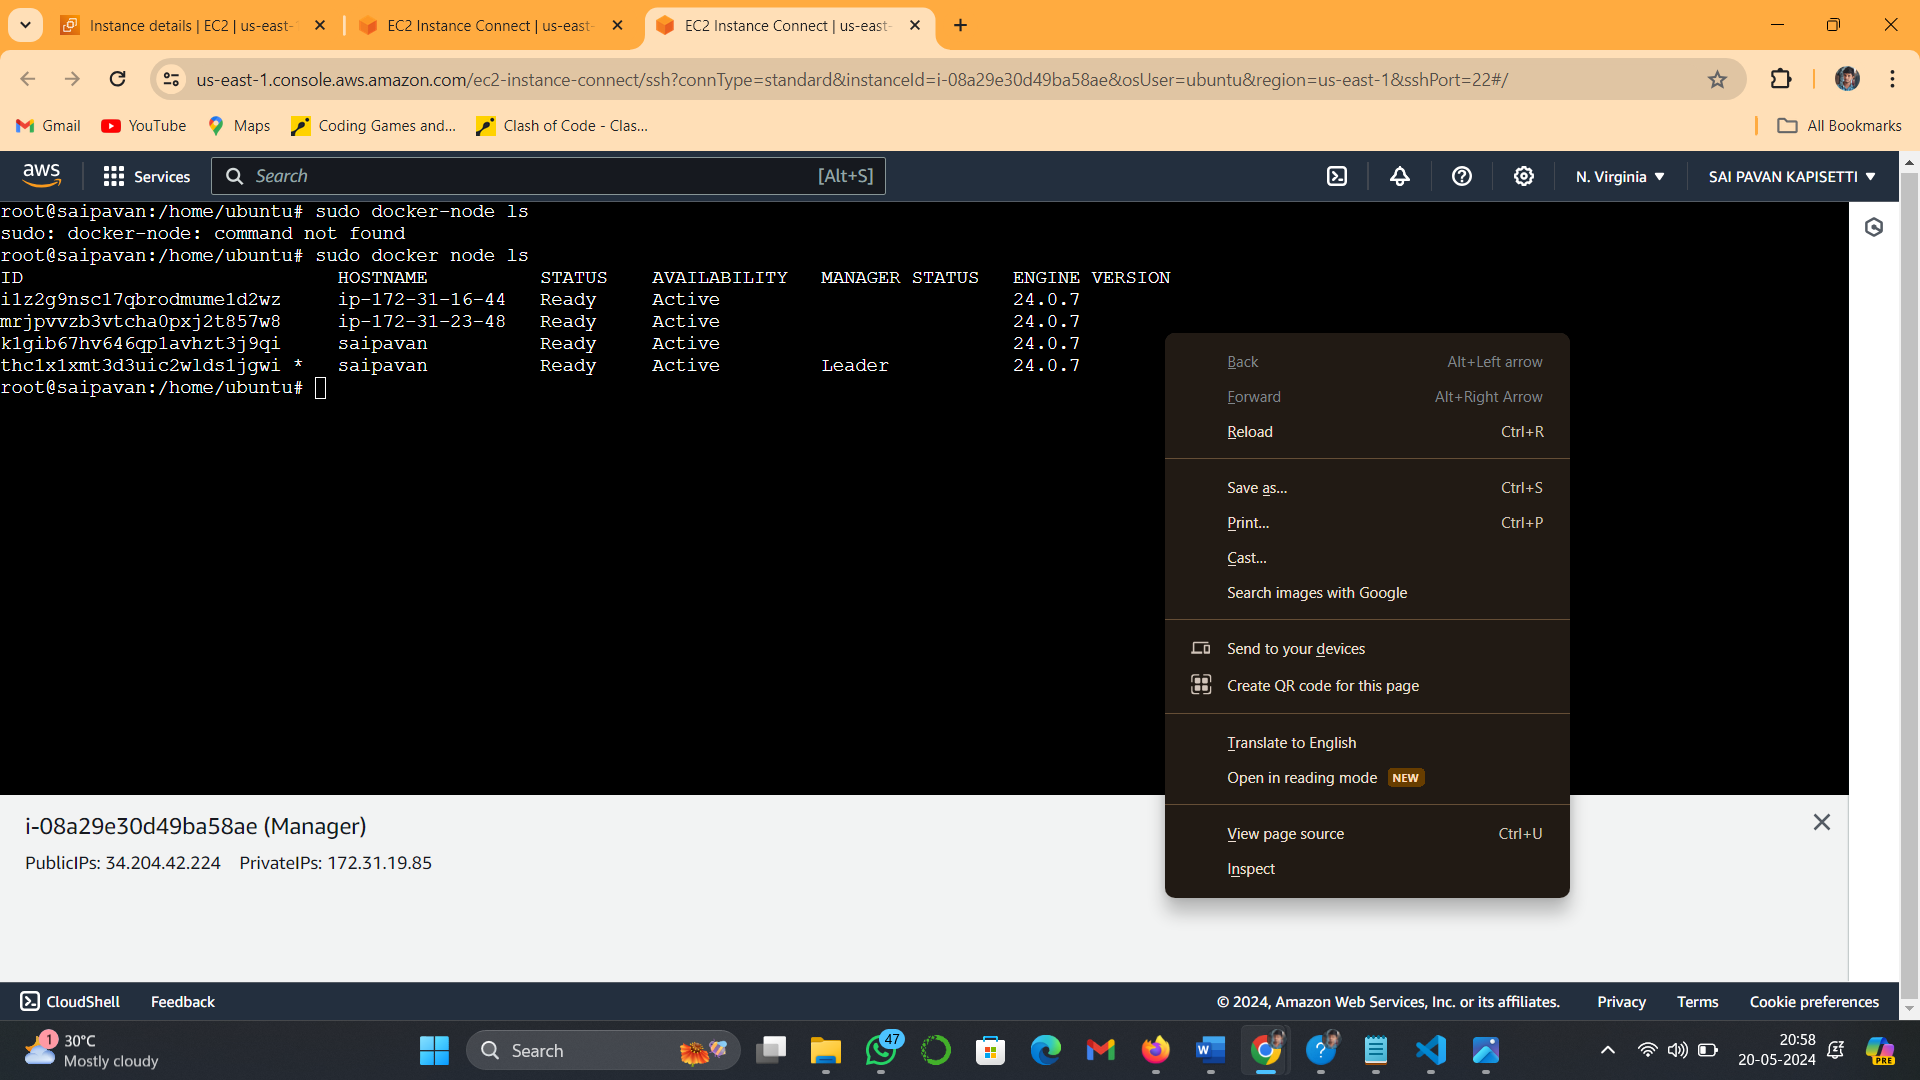 Instance details | EC2 | us-east-1
EC2 Instance Connect | us-east-
EC2 Instance Connect | us-east-
us-east-1.console.aws.amazon.com/ec2-instance-connect/ssh?connType=standard&instanceId=i-08a29e30d49ba58ae&osUser=ubuntu&region=us-east-1&sshPort=22#/
Gmail
YouTube
Maps
Coding Games and...
Clash of Code - Clas...
All Bookmarks
aws
Services
Search
[Alt+S]
N. Virginia
SAI PAVAN KAPISETTI
root@saipavan:/home/ubuntu# sudo docker-node ls
sudo: docker-node: command not found
root@saipavan:/home/ubuntu# sudo docker node ls
ID HOSTNAME STATUS AVAILABILITY MANAGER STATUS ENGINE VERSION
i1z2g9nsc17qbrodmume1d2wz ip-172-31-16-44 Ready Active 24.0.7
mrjpvvzb3vtcha0pxj2t857w8 ip-172-31-23-48 Ready Active 24.0.7
k1gib67hv646qp1avhzt3j9qi saipavan Ready Active 24.0.7
thc1x1xmt3d3uic2wlds1jgwi * saipavan Ready Active Leader 24.0.7
root@saipavan:/home/ubuntu#
Back Alt+Left arrow
Forward Alt+Right Arrow
Reload Ctrl+R
Save as... Ctrl+S
Print... Ctrl+P
Cast...
Search images with Google
Send to your devices
Create QR code for this page
Translate to English
Open in reading mode NEW
View page source Ctrl+U
Inspect
i-08a29e30d49ba58ae (Manager)
PublicIPs: 34.204.42.224 PrivateIPs: 172.31.19.85
CloudShell
Feedback
© 2024, Amazon Web Services, Inc. or its affiliates.
Privacy
Terms
Cookie preferences
1
30°C
Mostly cloudy
Search
47
20:58
20-05-2024
PRE